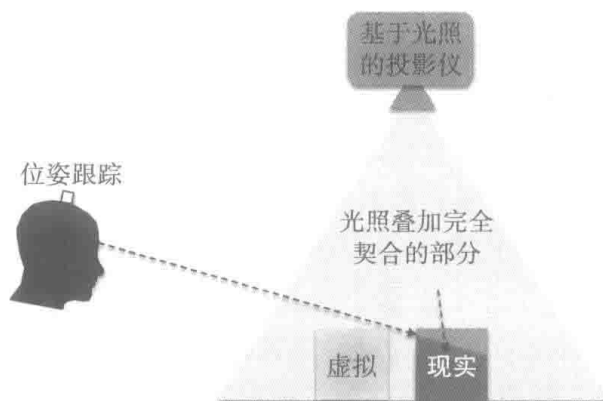 基于光照
的投影仪
位姿跟踪
光照叠加完全
契合的部分
虚拟
现实